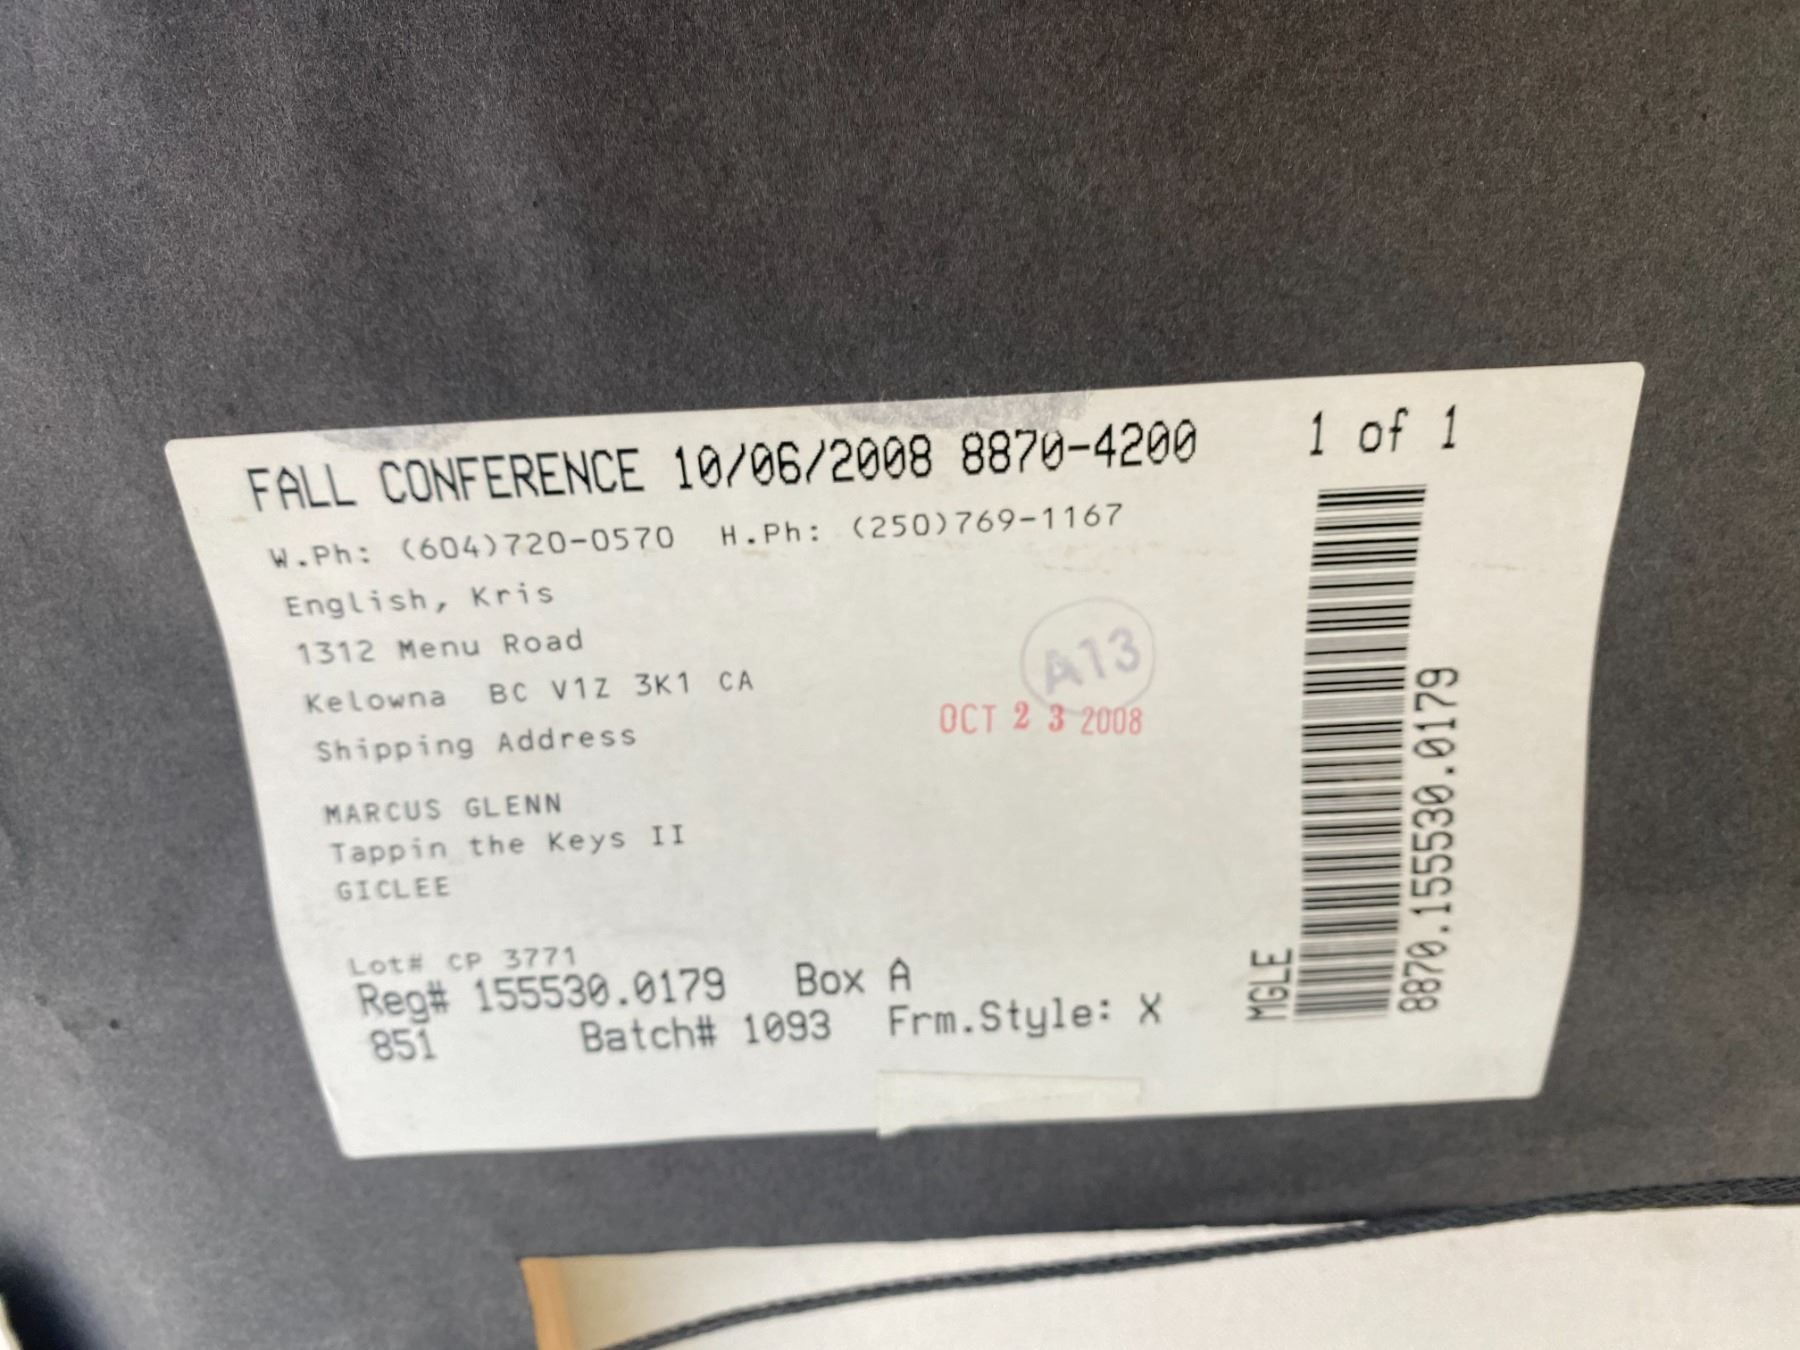 FALL CONFERENCE 10/06/2008 8870-4200 1 of 1
W.Ph: (604)720-0570 H.Ph: (250)769-1167
English, Kris
1312 Menu Road
Kelowna BC V1Z 3K1 CA
Shipping Address
A13
OCT 23 2008
MARCUS GLENN
Tappin the Keys II
GICLEE
Lot# CP 3771
Reg# 155530.0179 Box A
851 Batch# 1093 Frm.Style: X
MGLE
8870.155530.0179